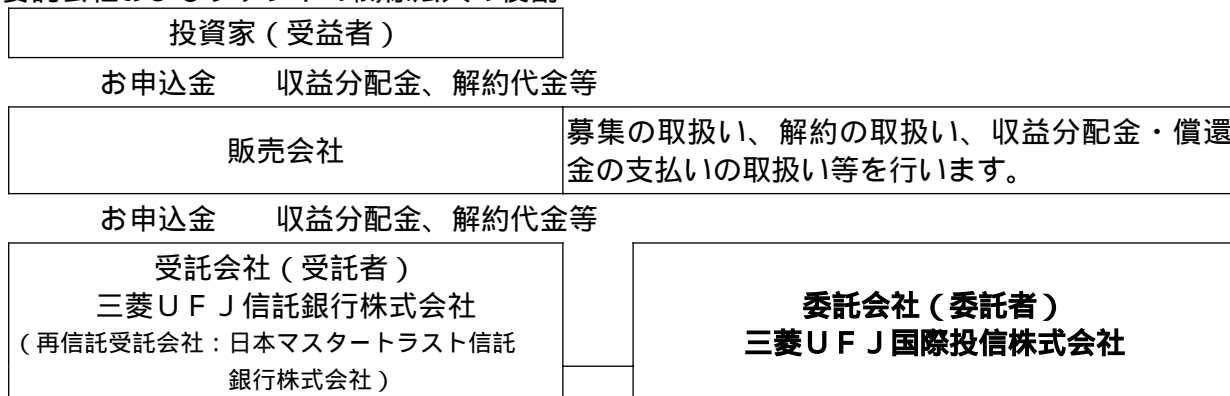 投資家(受益者)
お申込金 収益分配金、解約代金等
販売会社
募集の取扱い、解約の取扱い、収益分配金・償還
金の支払いの取扱い等を行います。
お申込金 収益分配金、解約代金等
受託会社(受託者)
三菱UFJ信託銀行株式会社
(再信託受託会社:日本マスタートラスト信託
銀行株式会社)
委託会社(委託者)
三菱UFJ国際投信株式会社